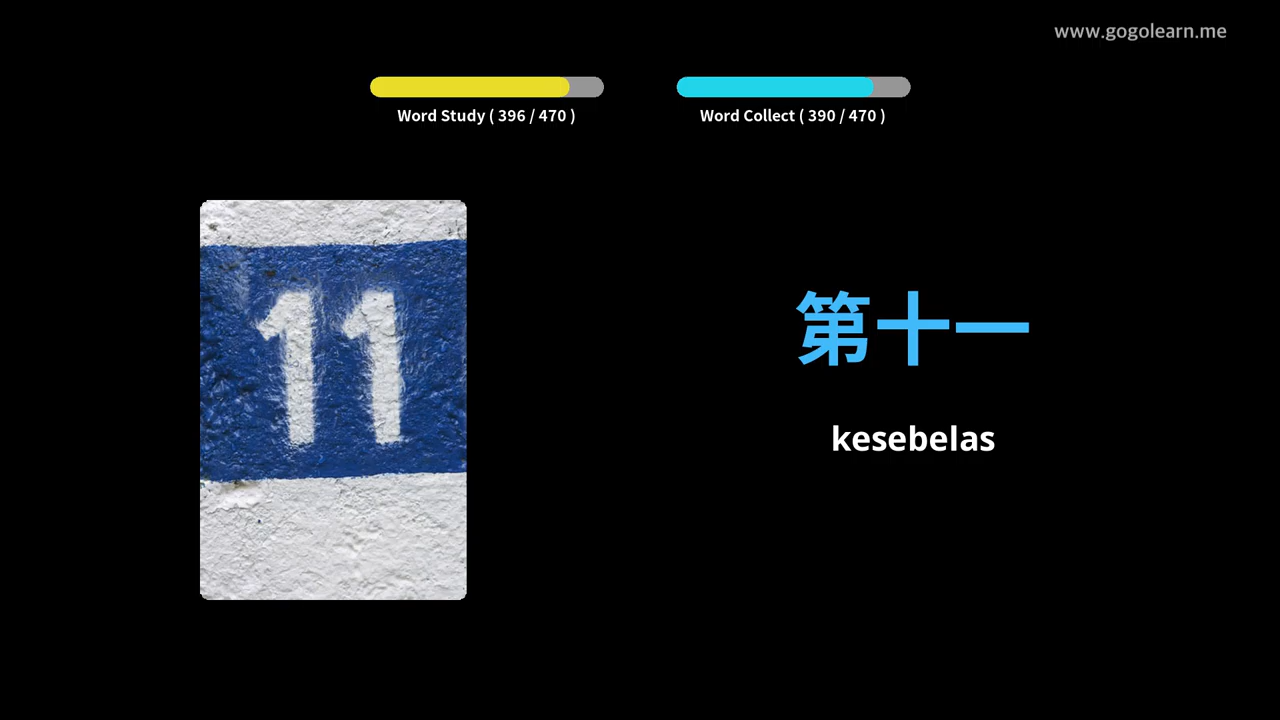 www.gogolearn.me
Word Study ( 396 / 470 )
Word Collect ( 390 / 470 )
11
第十一
kesebelas